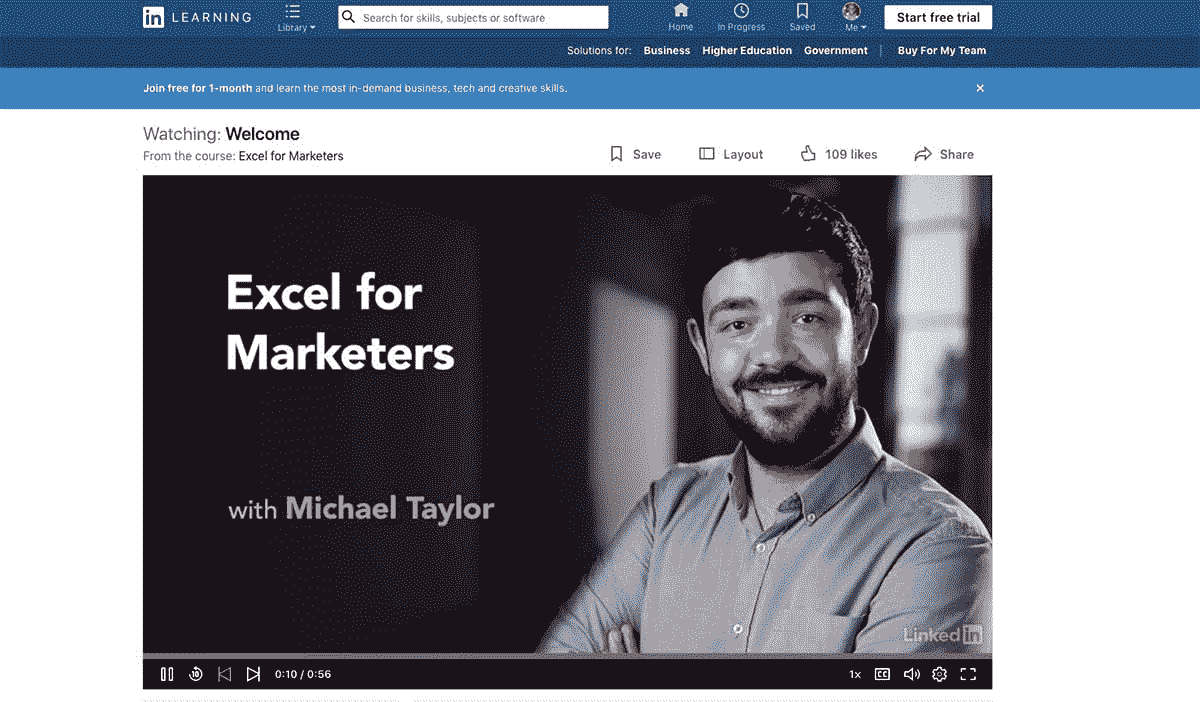 in LEARNING
Library
Search for skills, subjects or software
Home
In Progress
Saved
Me
Start free trial
Solutions for: Business Higher Education Government | Buy For My Team
Join free for 1-month and learn the most in-demand business, tech and creative skills.
Watching: Welcome
From the course: Excel for Marketers
Save
Layout
109 likes
Share
Excel for
Marketers
with Michael Taylor
Linked in
10
0:10 / 0:56
1x
CC